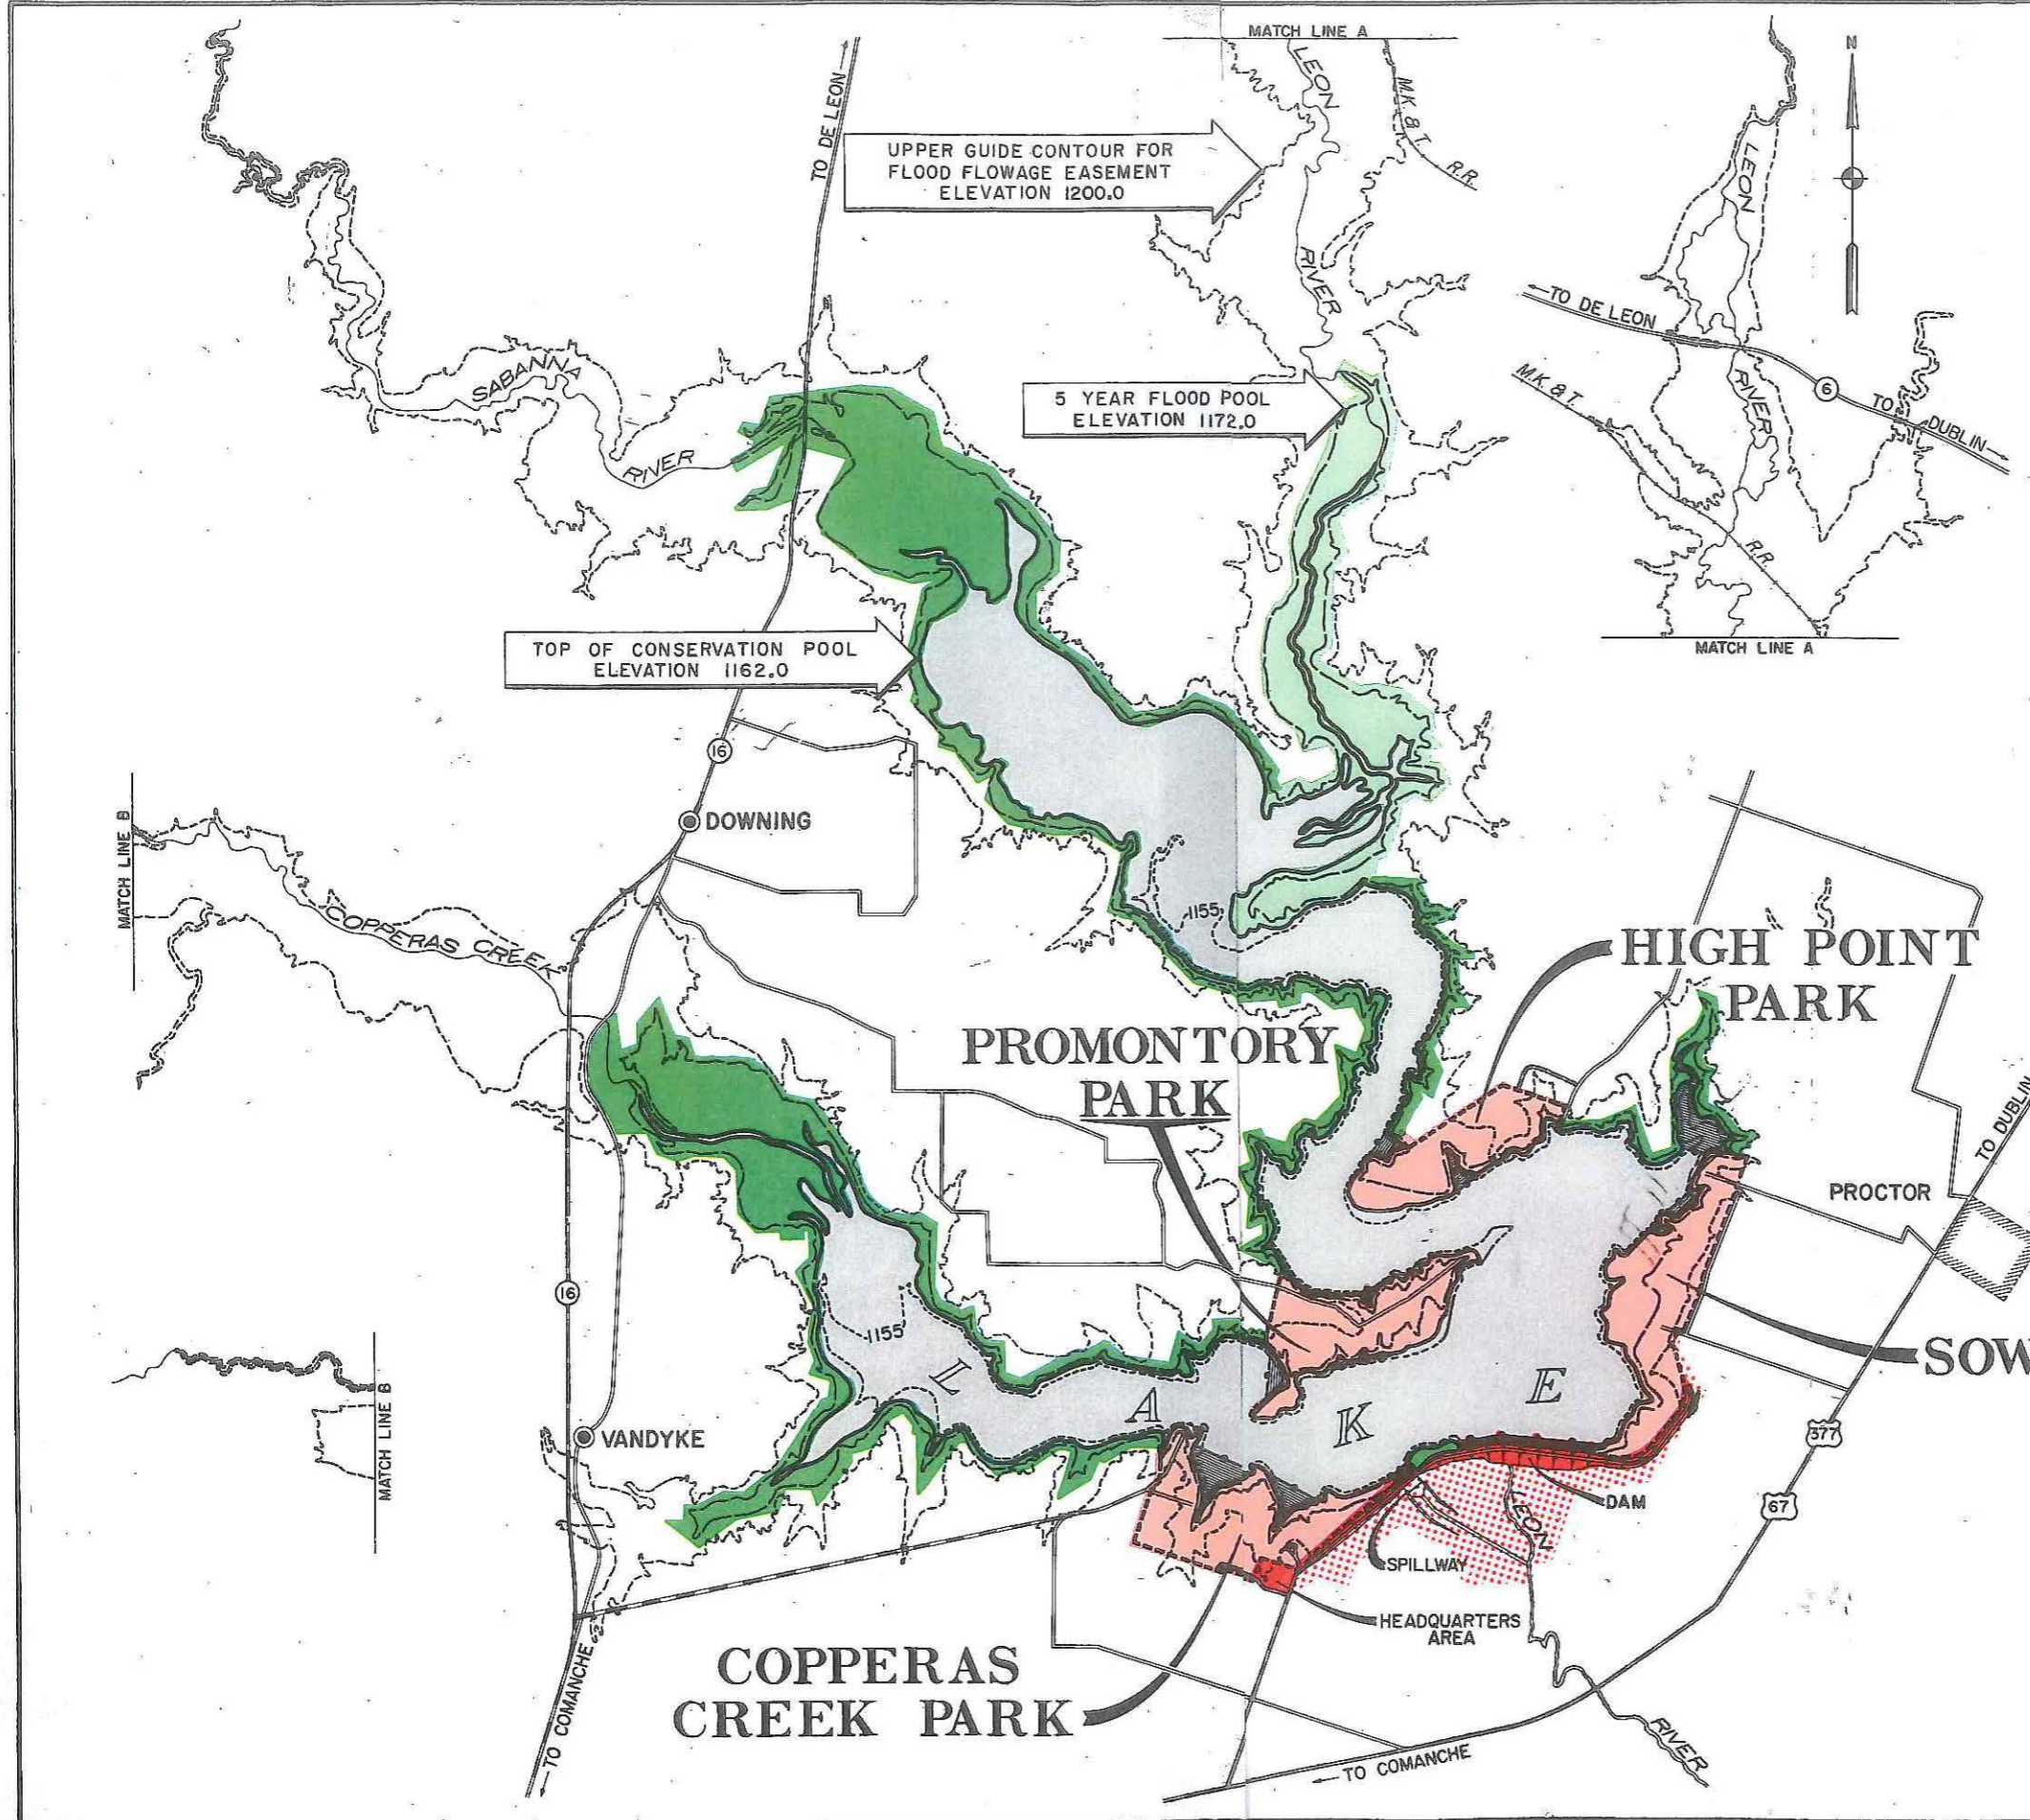 MATCH LINE A
LEON
RIVER
M.K. & T.
R.R.
TO DE LEON
UPPER GUIDE CONTOUR FOR
FLOOD FLOWAGE EASEMENT
ELEVATION 1200.0
N
LEON
RIVER
←TO DE LEON
6
TO
DUBLIN→
M.K. & T.
R.R.
MATCH LINE A
SABANNA
RIVER
5 YEAR FLOOD POOL
ELEVATION 1172.0
TOP OF CONSERVATION POOL
ELEVATION 1162.0
16
DOWNING
MATCH LINE B
COPPERAS CREEK
1155
HIGH POINT
PARK
PROMONTORY
PARK
TO DUBLIN
PROCTOR
16
1155
L A K E
SOW
MATCH LINE B
VANDYKE
377
67
DAM
LEON
SPILLWAY
HEADQUARTERS
AREA
COPPERAS
CREEK PARK
←TO COMANCHE
←TO COMANCHE
RIVER